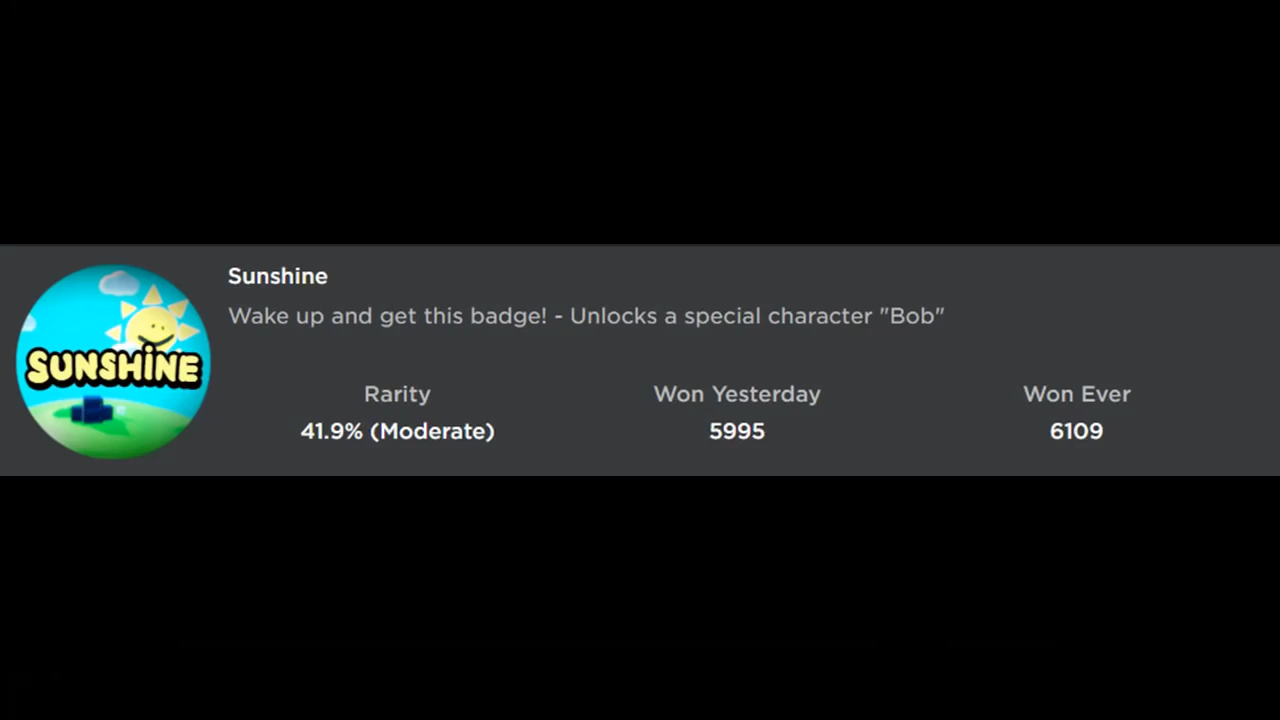 Sunshine
Wake up and get this badge! - Unlocks a special character "Bob"
SUNSHiNE
Rarity Won Yesterday Won Ever
41.9% (Moderate) 5995 6109